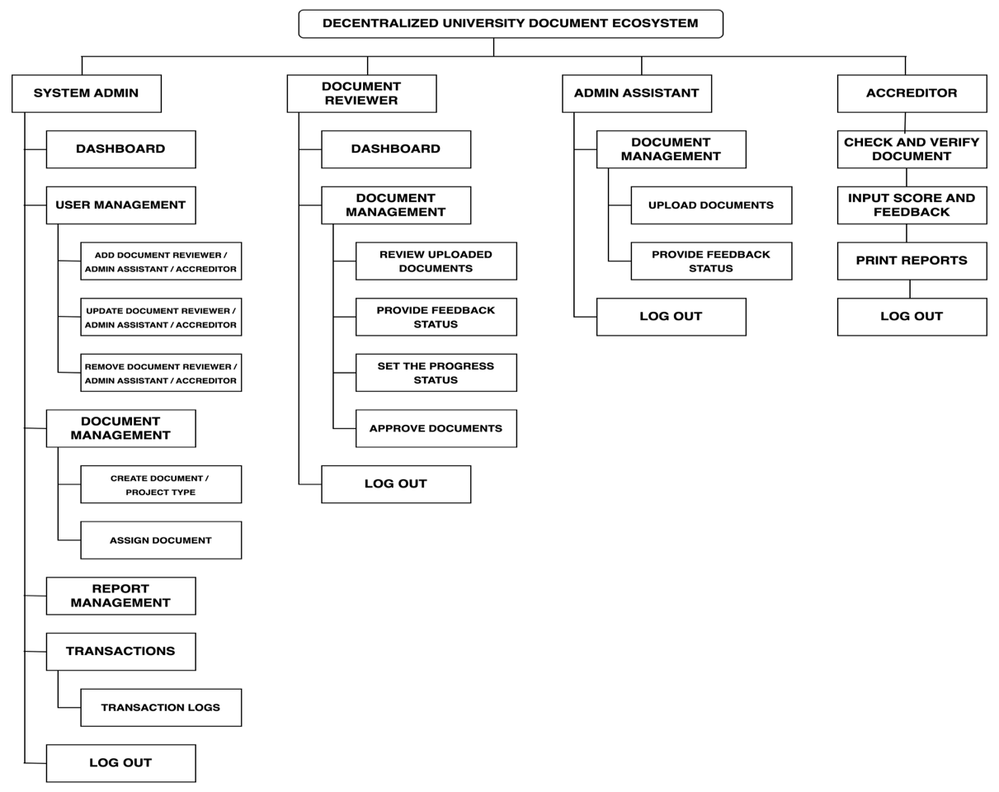 DECENTRALIZED UNIVERSITY DOCUMENT ECOSYSTEM
SYSTEM ADMIN
DASHBOARD
USER MANAGEMENT
ADD DOCUMENT REVIEWER /
ADMIN ASSISTANT / ACCREDITOR
UPDATE DOCUMENT REVIEWER /
ADMIN ASSISTANT / ACCREDITOR
REMOVE DOCUMENT REVIEWER /
ADMIN ASSISTANT / ACCREDITOR
DOCUMENT
MANAGEMENT
CREATE DOCUMENT /
PROJECT TYPE
ASSIGN DOCUMENT
REPORT
MANAGEMENT
TRANSACTIONS
TRANSACTION LOGS
LOG OUT
DOCUMENT
REVIEWER
DASHBOARD
DOCUMENT
MANAGEMENT
REVIEW UPLOADED
DOCUMENTS
PROVIDE FEEDBACK
STATUS
SET THE PROGRESS
STATUS
APPROVE DOCUMENTS
LOG OUT
ADMIN ASSISTANT
DOCUMENT
MANAGEMENT
UPLOAD DOCUMENTS
PROVIDE FEEDBACK
STATUS
LOG OUT
ACCREDITOR
CHECK AND VERIFY
DOCUMENT
INPUT SCORE AND
FEEDBACK
PRINT REPORTS
LOG OUT